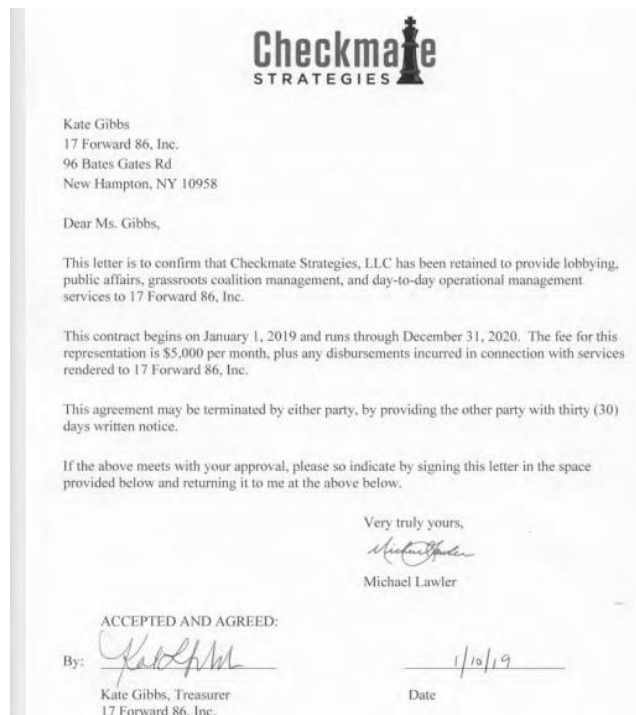 Checkmate
STRATEGIES
Kate Gibbs
17 Forward 86, Inc.
96 Bates Gates Rd
New Hampton, NY 10958
Dear Ms. Gibbs,
This letter is to confirm that Checkmate Strategies, LLC has been retained to provide lobbying,
public affairs, grassroots coalition management, and day-to-day operational management
services to 17 Forward 86, Inc.
This contract begins on January 1, 2019 and runs through December 31, 2020. The fee for this
representation is $5,000 per month, plus any disbursements incurred in connection with services
rendered to 17 Forward 86, Inc.
This agreement may be terminated by either party, by providing the other party with thirty (30)
days written notice.
If the above meets with your approval, please so indicate by signing this letter in the space
provided below and returning it to me at the above below.
Very truly yours,
Michael Lawler
ACCEPTED AND AGREED:
By:
1/10/19
Kate Gibbs, Treasurer
Date
17 Forward 86, Inc.